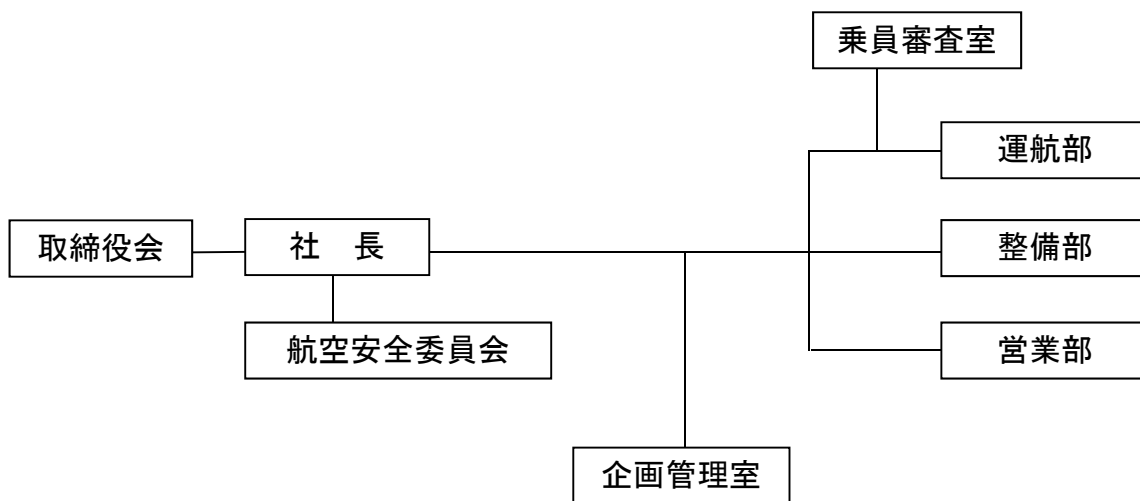 乗員審査室
運航部
取締役会
社　長
整備部
航空安全委員会
営業部
企画管理室